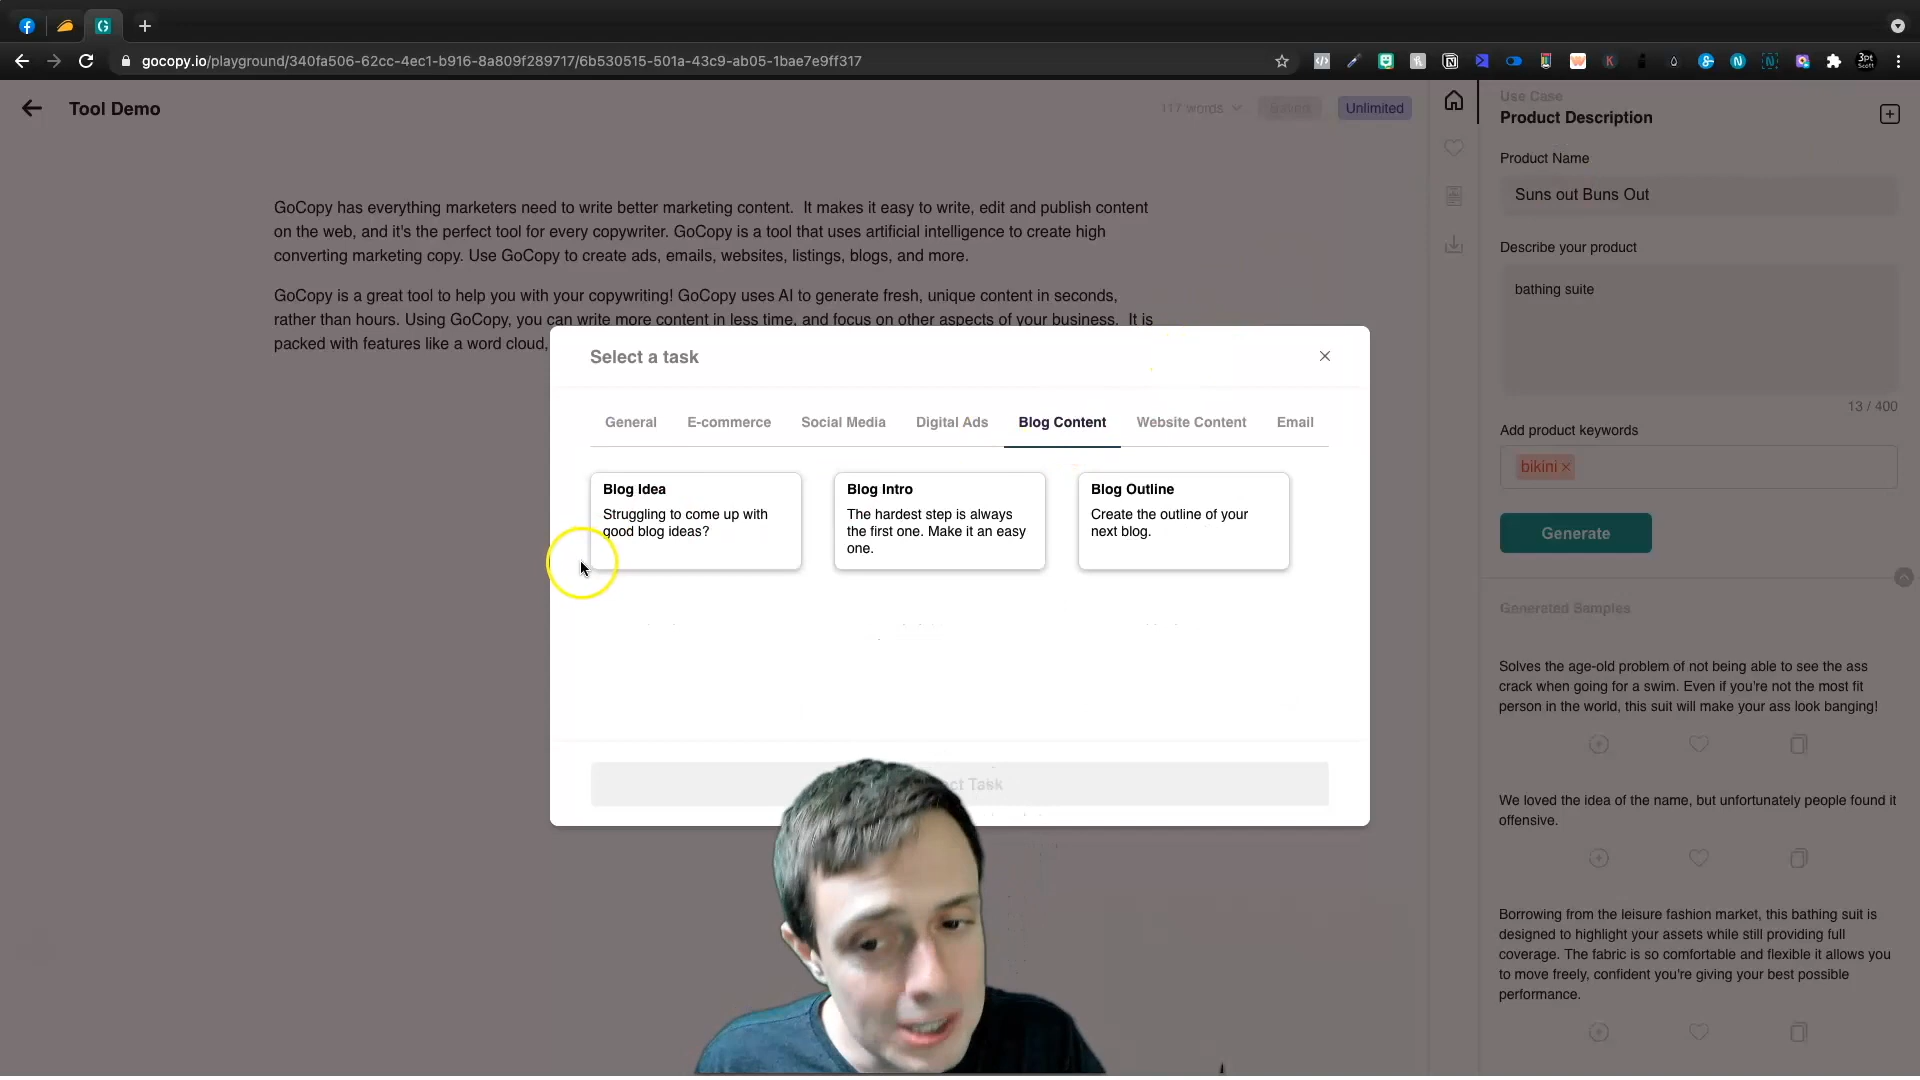 gocopy.io/playground/340fa506-62cc-4ec1-b916-8a809f289717/6b530515-501a-43c9-ab05-1bae7e9ff317
3pt
Scott
Tool Demo
117 words
Saved
Unlimited
GoCopy has everything marketers need to write better marketing content.  It makes it easy to write, edit and publish content
on the web, and it's the perfect tool for every copywriter. GoCopy is a tool that uses artificial intelligence to create high
converting marketing copy. Use GoCopy to create ads, emails, websites, listings, blogs, and more.
GoCopy is a great tool to help you with your copywriting! GoCopy uses AI to generate fresh, unique content in seconds,
rather than hours. Using GoCopy, you can write more content in less time, and focus on other aspects of your business.  It is
packed with features like a word cloud,
Select a task
General
E-commerce
Social Media
Digital Ads
Blog Content
Website Content
Email
Blog Idea
Struggling to come up with
good blog ideas?
Blog Intro
The hardest step is always
the first one. Make it an easy
one.
Blog Outline
Create the outline of your
next blog.
Task
Use Case
Product Description
Product Name
Suns out Buns Out
Describe your product
bathing suite
13 / 400
Add product keywords
bikini ×
Generate
Generated Samples
Solves the age-old problem of not being able to see the ass
crack when going for a swim. Even if you're not the most fit
person in the world, this suit will make your ass look banging!
We loved the idea of the name, but unfortunately people found it
offensive.
Borrowing from the leisure fashion market, this bathing suit is
designed to highlight your assets while still providing full
coverage. The fabric is so comfortable and flexible it allows you
to move freely, confident you're giving your best possible
performance.